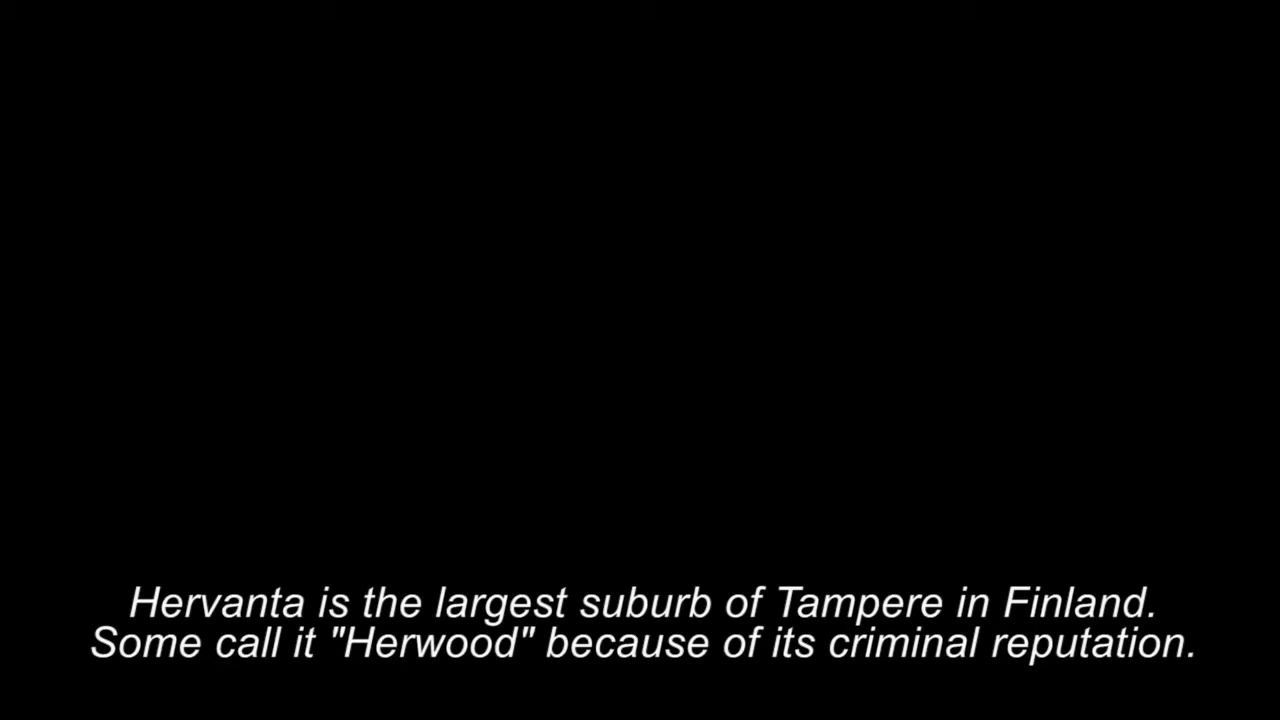 Hervanta is the largest suburb of Tampere in Finland.
Some call it "Herwood" because of its criminal reputation.